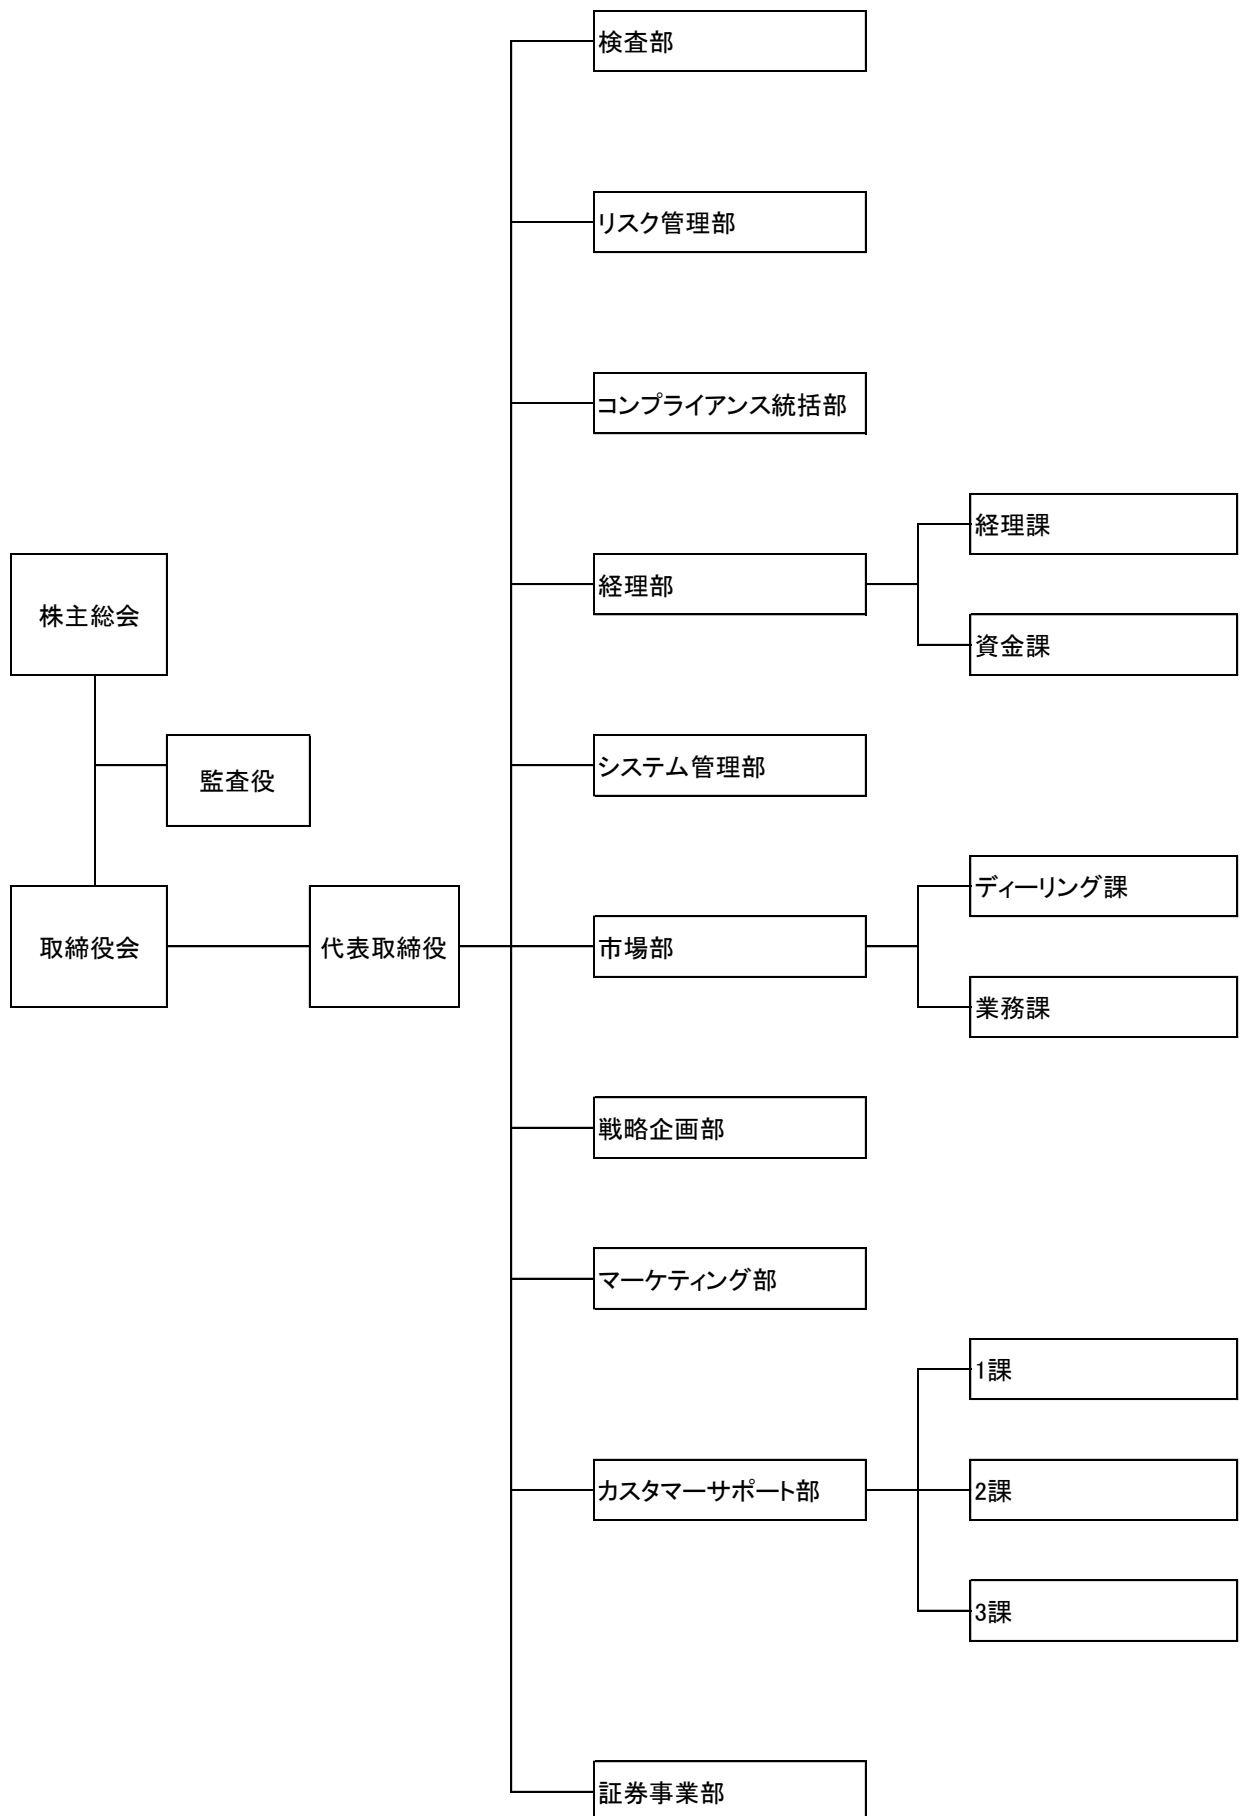 検査部
リスク管理部
コンプライアンス統括部
経理課
経理部
株主総会
資金課
監査役
システム管理部
ディーリング課
取締役会
代表取締役
市場部
業務課
戦略企画部
マーケティング部
1課
カスタマーサポート部
2課
3課
証券事業部